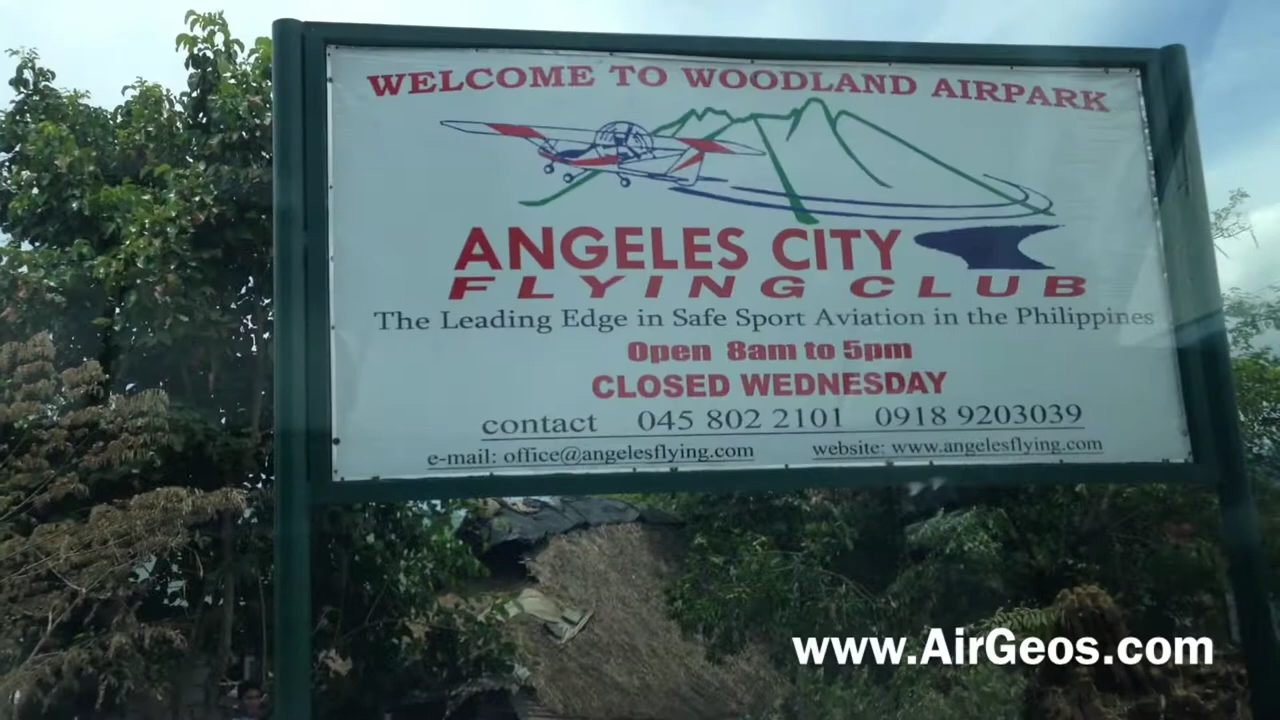 WELCOME TO WOODLAND AIRPARK
ANGELES CITY
FLYING CLUB
The Leading Edge in Safe Sport Aviation in the Philippines
Open 8am to 5pm
CLOSED WEDNESDAY
contact 045 802 2101 0918 9203039
e-mail: office@angelesflying.com website: www.angelesflying.com
www.AirGeos.com